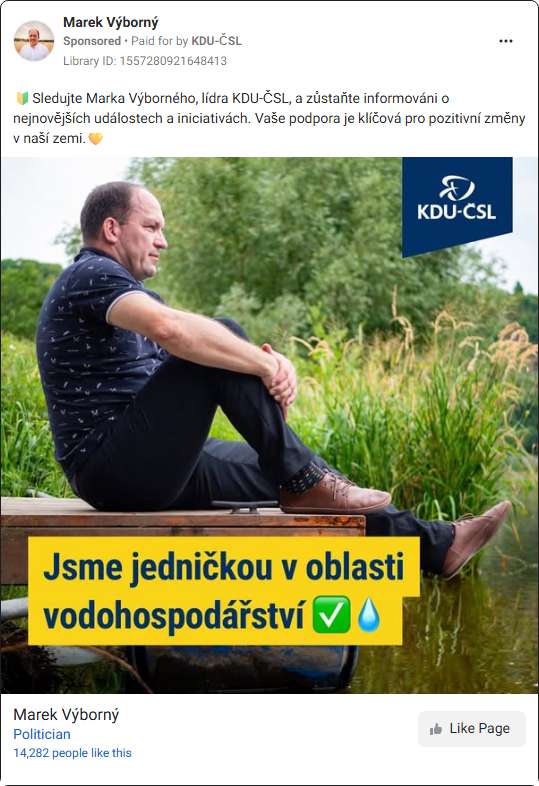 Marek Výborný
Sponsored • Paid for by KDU-ČSL
Library ID: 1557280921648413
🔰Sledujte Marka Výborného, lídra KDU-ČSL, a zůstaňte informováni o
nejnovějších událostech a iniciativách. Vaše podpora je klíčová pro pozitivní změny
v naší zemi.💛
KDU-ČSL
Jsme jedničkou v oblasti
vodohospodářství ✅💧
Marek Výborný
Politician
14,282 people like this
Like Page